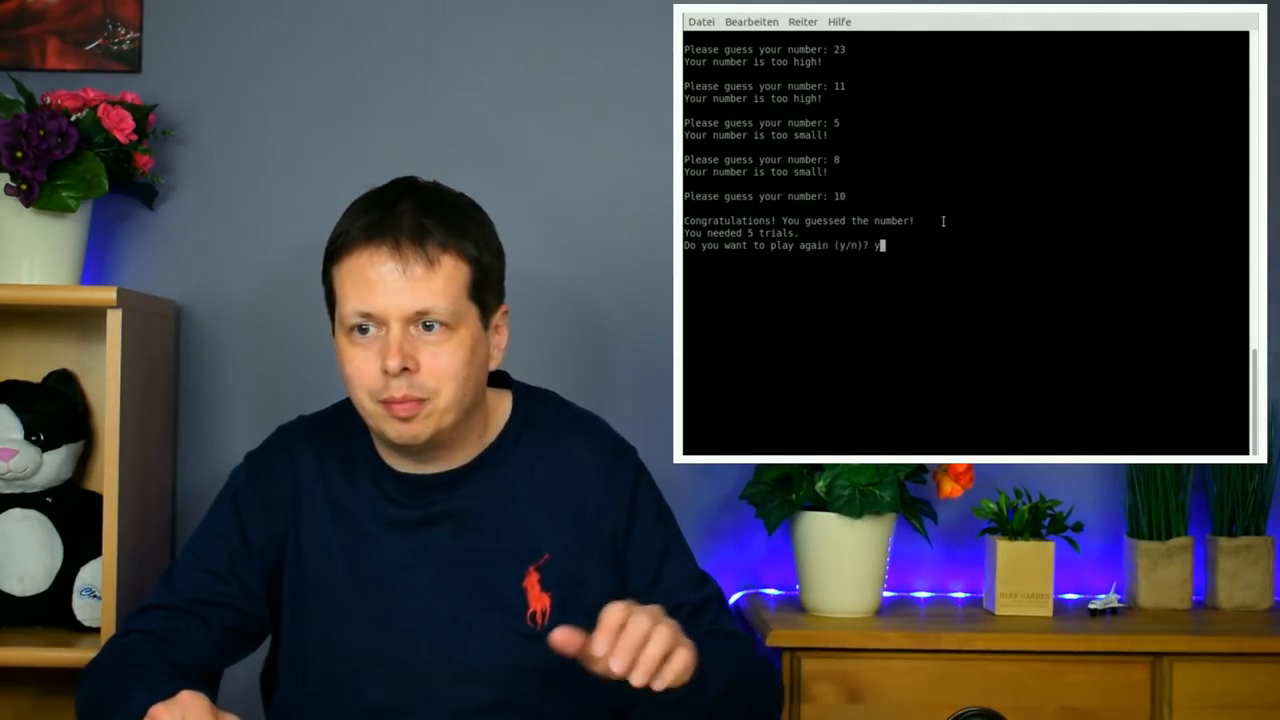 Datei Bearbeiten Reiter Hilfe
Please guess your number: 23
Your number is too high!
Please guess your number: 11
Your number is too high!
Please guess your number: 5
Your number is too small!
Please guess your number: 8
Your number is too small!
Please guess your number: 10
Congratulations! You guessed the number!
You needed 5 trials.
Do you want to play again (y/n)? y
HERB GARDEN